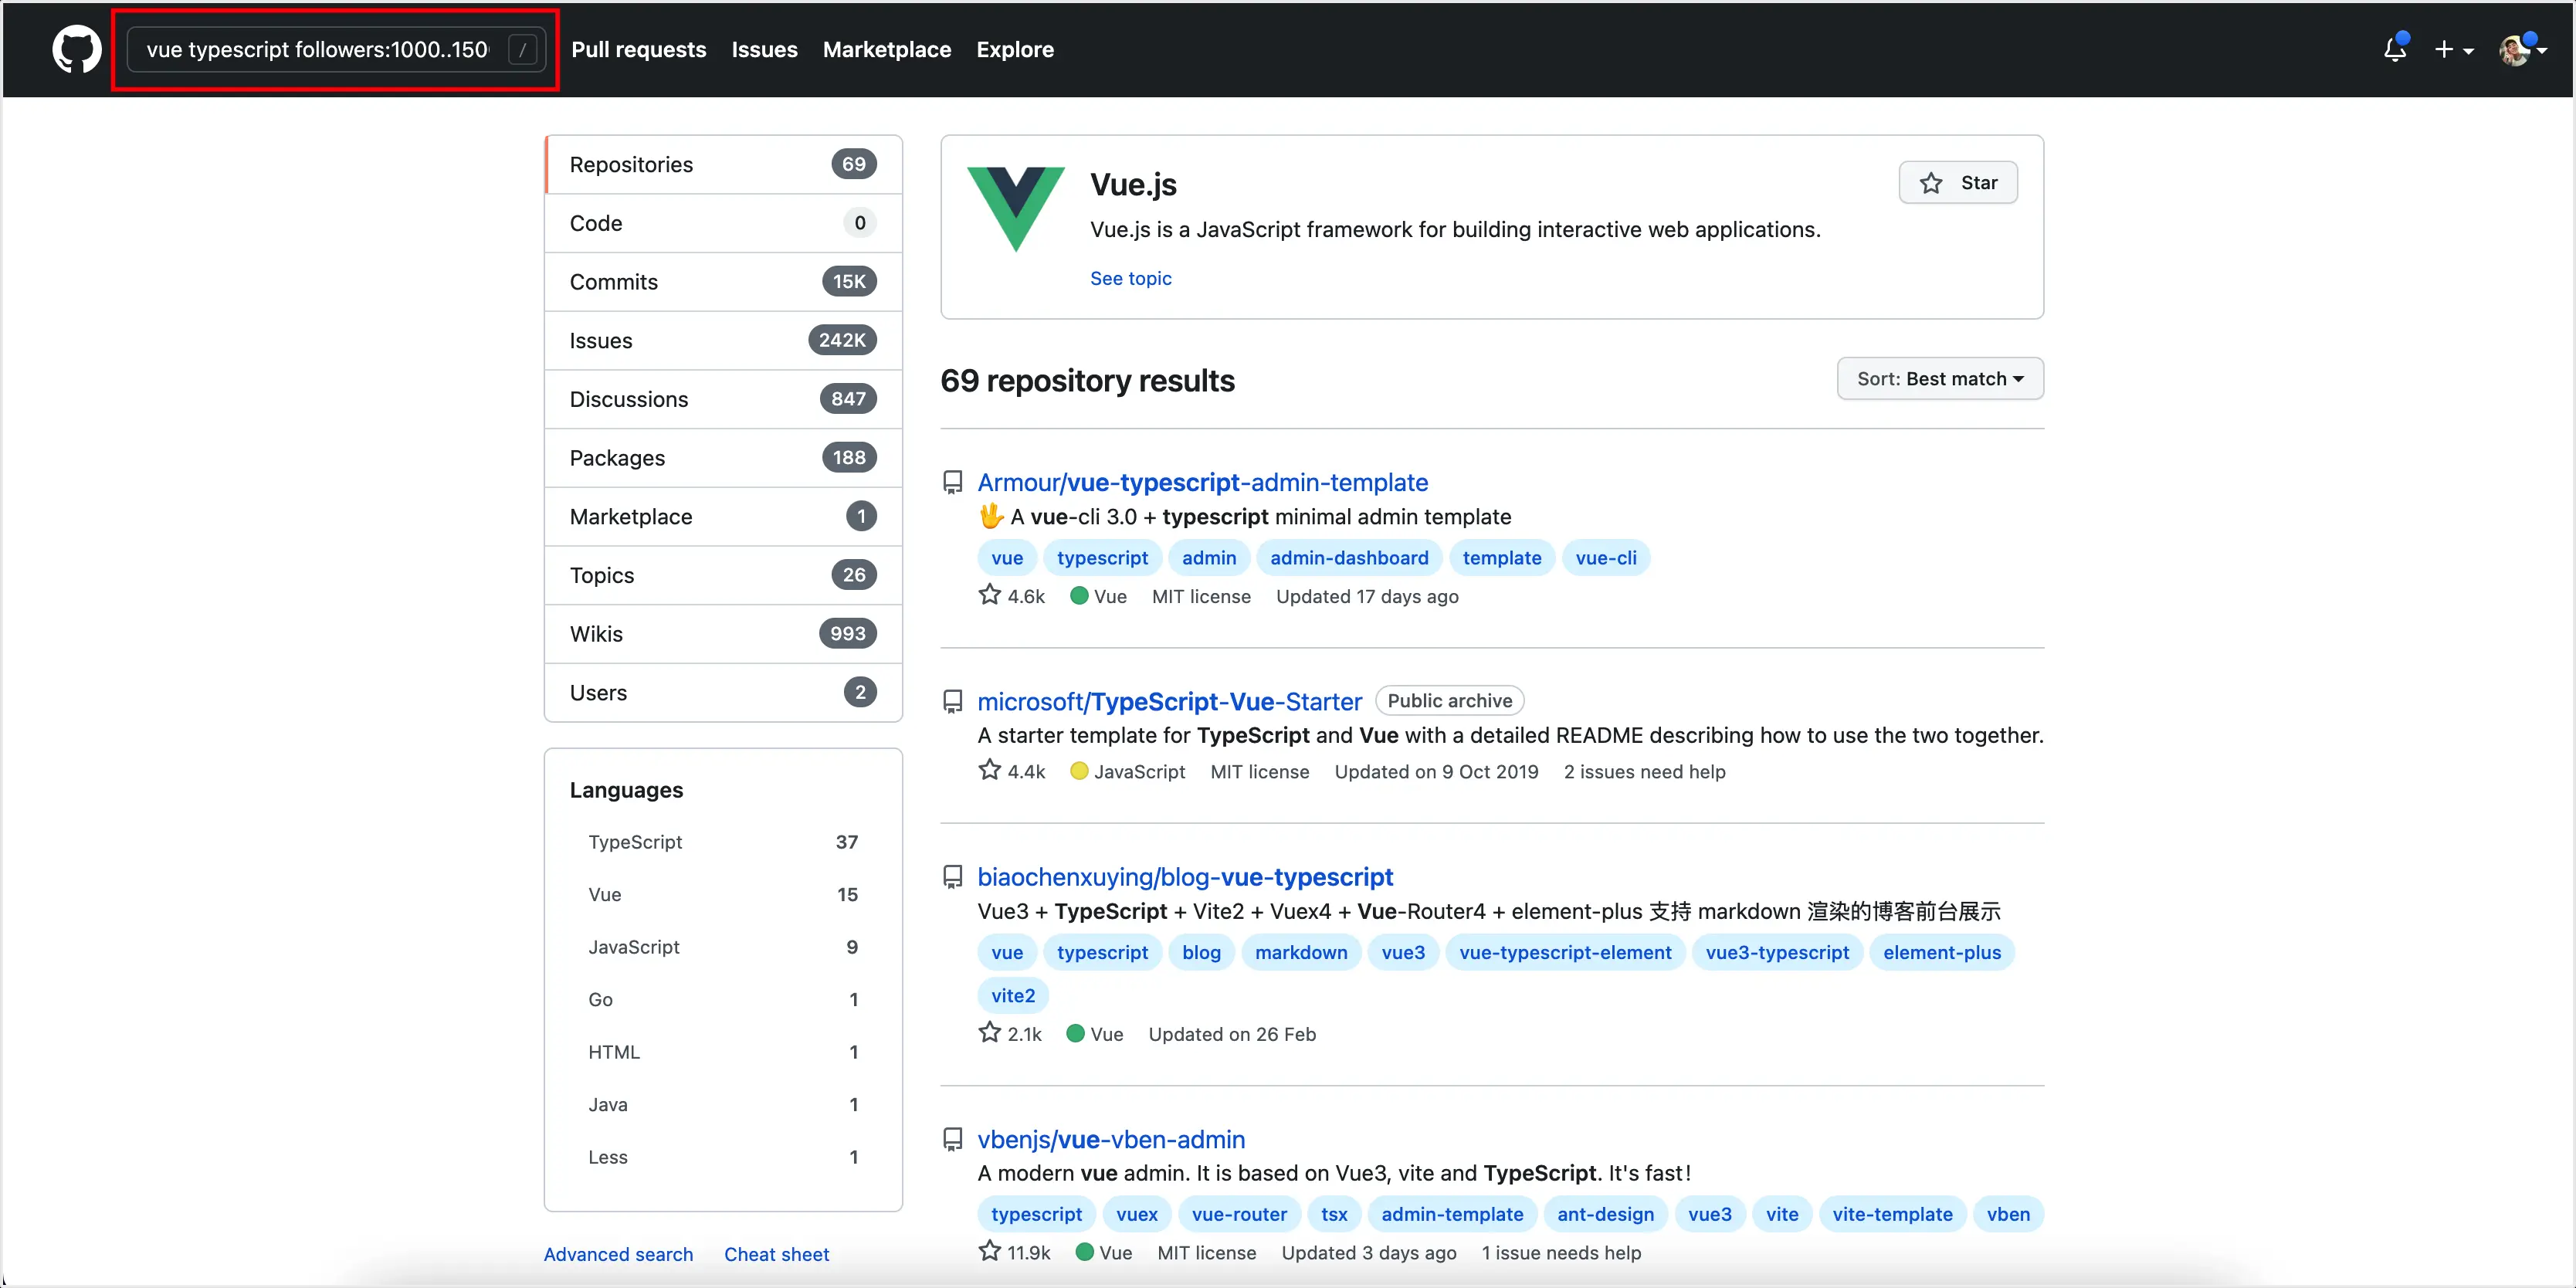 vue typescript followers:1000..150 / Pull requests Issues Marketplace Explore
Repositories 69
Code 0
Commits 15K
Issues 242K
Discussions 847
Packages 188
Marketplace 1
Topics 26
Wikis 993
Users 2
Languages
TypeScript 37
Vue 15
JavaScript 9
Go 1
HTML 1
Java 1
Less 1
Advanced search Cheat sheet
Vue.js
Star
Vue.js is a JavaScript framework for building interactive web applications.
See topic
69 repository results
Sort: Best match
Armour/vue-typescript-admin-template
🖖 A vue-cli 3.0 + typescript minimal admin template
vue typescript admin admin-dashboard template vue-cli
4.6k Vue MIT license Updated 17 days ago
microsoft/TypeScript-Vue-Starter Public archive
A starter template for TypeScript and Vue with a detailed README describing how to use the two together.
4.4k JavaScript MIT license Updated on 9 Oct 2019 2 issues need help
biaochenxuying/blog-vue-typescript
Vue3 + TypeScript + Vite2 + Vuex4 + Vue-Router4 + element-plus 支持 markdown 渲染的博客前台展示
vue typescript blog markdown vue3 vue-typescript-element vue3-typescript element-plus
vite2
2.1k Vue Updated on 26 Feb
vbenjs/vue-vben-admin
A modern vue admin. It is based on Vue3, vite and TypeScript. It's fast!
typescript vuex vue-router tsx admin-template ant-design vue3 vite vite-template vben
11.9k Vue MIT license Updated 3 days ago 1 issue needs help